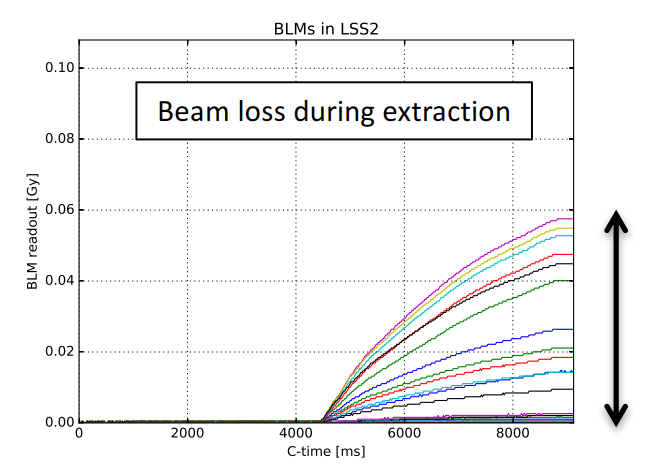 BLMs in LSS2
Beam loss during extraction
BLM readout [Gy]
0.10
0.08
0.06
0.04
0.02
0.00
0 2000 4000 6000 8000
C-time [ms]